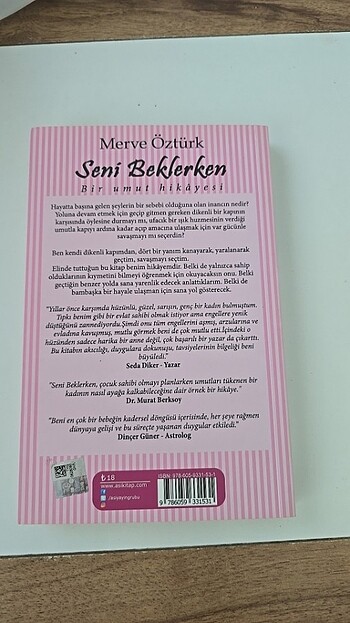 Merve Öztürk
Seni Beklerken
Bir umut hikâyesi
Hayatta başına gelen şeylerin bir sebebi olduğuna olan inancın nedir?
Yoluna devam etmek için geçip gitmen gereken dikenli bir kapının
karşısında öylesine durmayı mı, ufacık bir ışık huzmesinin verdiği
umutla kapıyı ardına kadar açıp amacına ulaşmak için var gücünle
savaşmayı mı seçerdin?
Ben kendi dikenli kapımdan, dört bir yanım kanayarak, yaralanarak
geçtim, savaşmayı seçtim.
Elinde tuttuğun bu kitap benim hikâyemdir. Belki de yalnızca sahip
olduklarının kıymetini bilmeyi öğrenmek için okuyacaksın onu. Belki
geçtiğin benzer yolda sana yarenlik edecek anlattıklarım. Belki de
bambaşka bir hayale ulaşman için sana yol gösterecek.
"Yıllar önce karşımda hüzünlü, güzel, sarışın, genç bir kadın bulmuştum.
Tıpkı benim gibi bir evlat sahibi olmak istiyor ama engellere yenik
düştüğünü zannediyordu.Şimdi onu tüm engellerini aşmış, arzularına ve
evladına kavuşmuş, mutlu görmek beni de çok mutlu etti.İçindeki o
hüzünden sadece harika bir anne değil, çok başarılı bir yazar da çıkarttı.
Bu kitabın akıcılığı, duygulara dokunuşu, tavsiyelerinin bilgeliği beni
büyüledi."
Seda Diker - Yazar
"Seni Beklerken, çocuk sahibi olmayı planlarken umutları tükenen bir
kadının nasıl ayağa kalkabileceğine dair örnek bir hikâye."
Dr. Murat Berksoy
"Beni en çok bir bebeğin kadersel döngüsü içerisinde, her şeye rağmen
dünyaya gelişi ve bu süreçte yaşanan duygular etkiledi."
Dinçer Güner - Astrolog
₺18
www.asikitap.com
/asiyayingrubu
ISBN: 978-605-9331-53-1
9 786059 331531